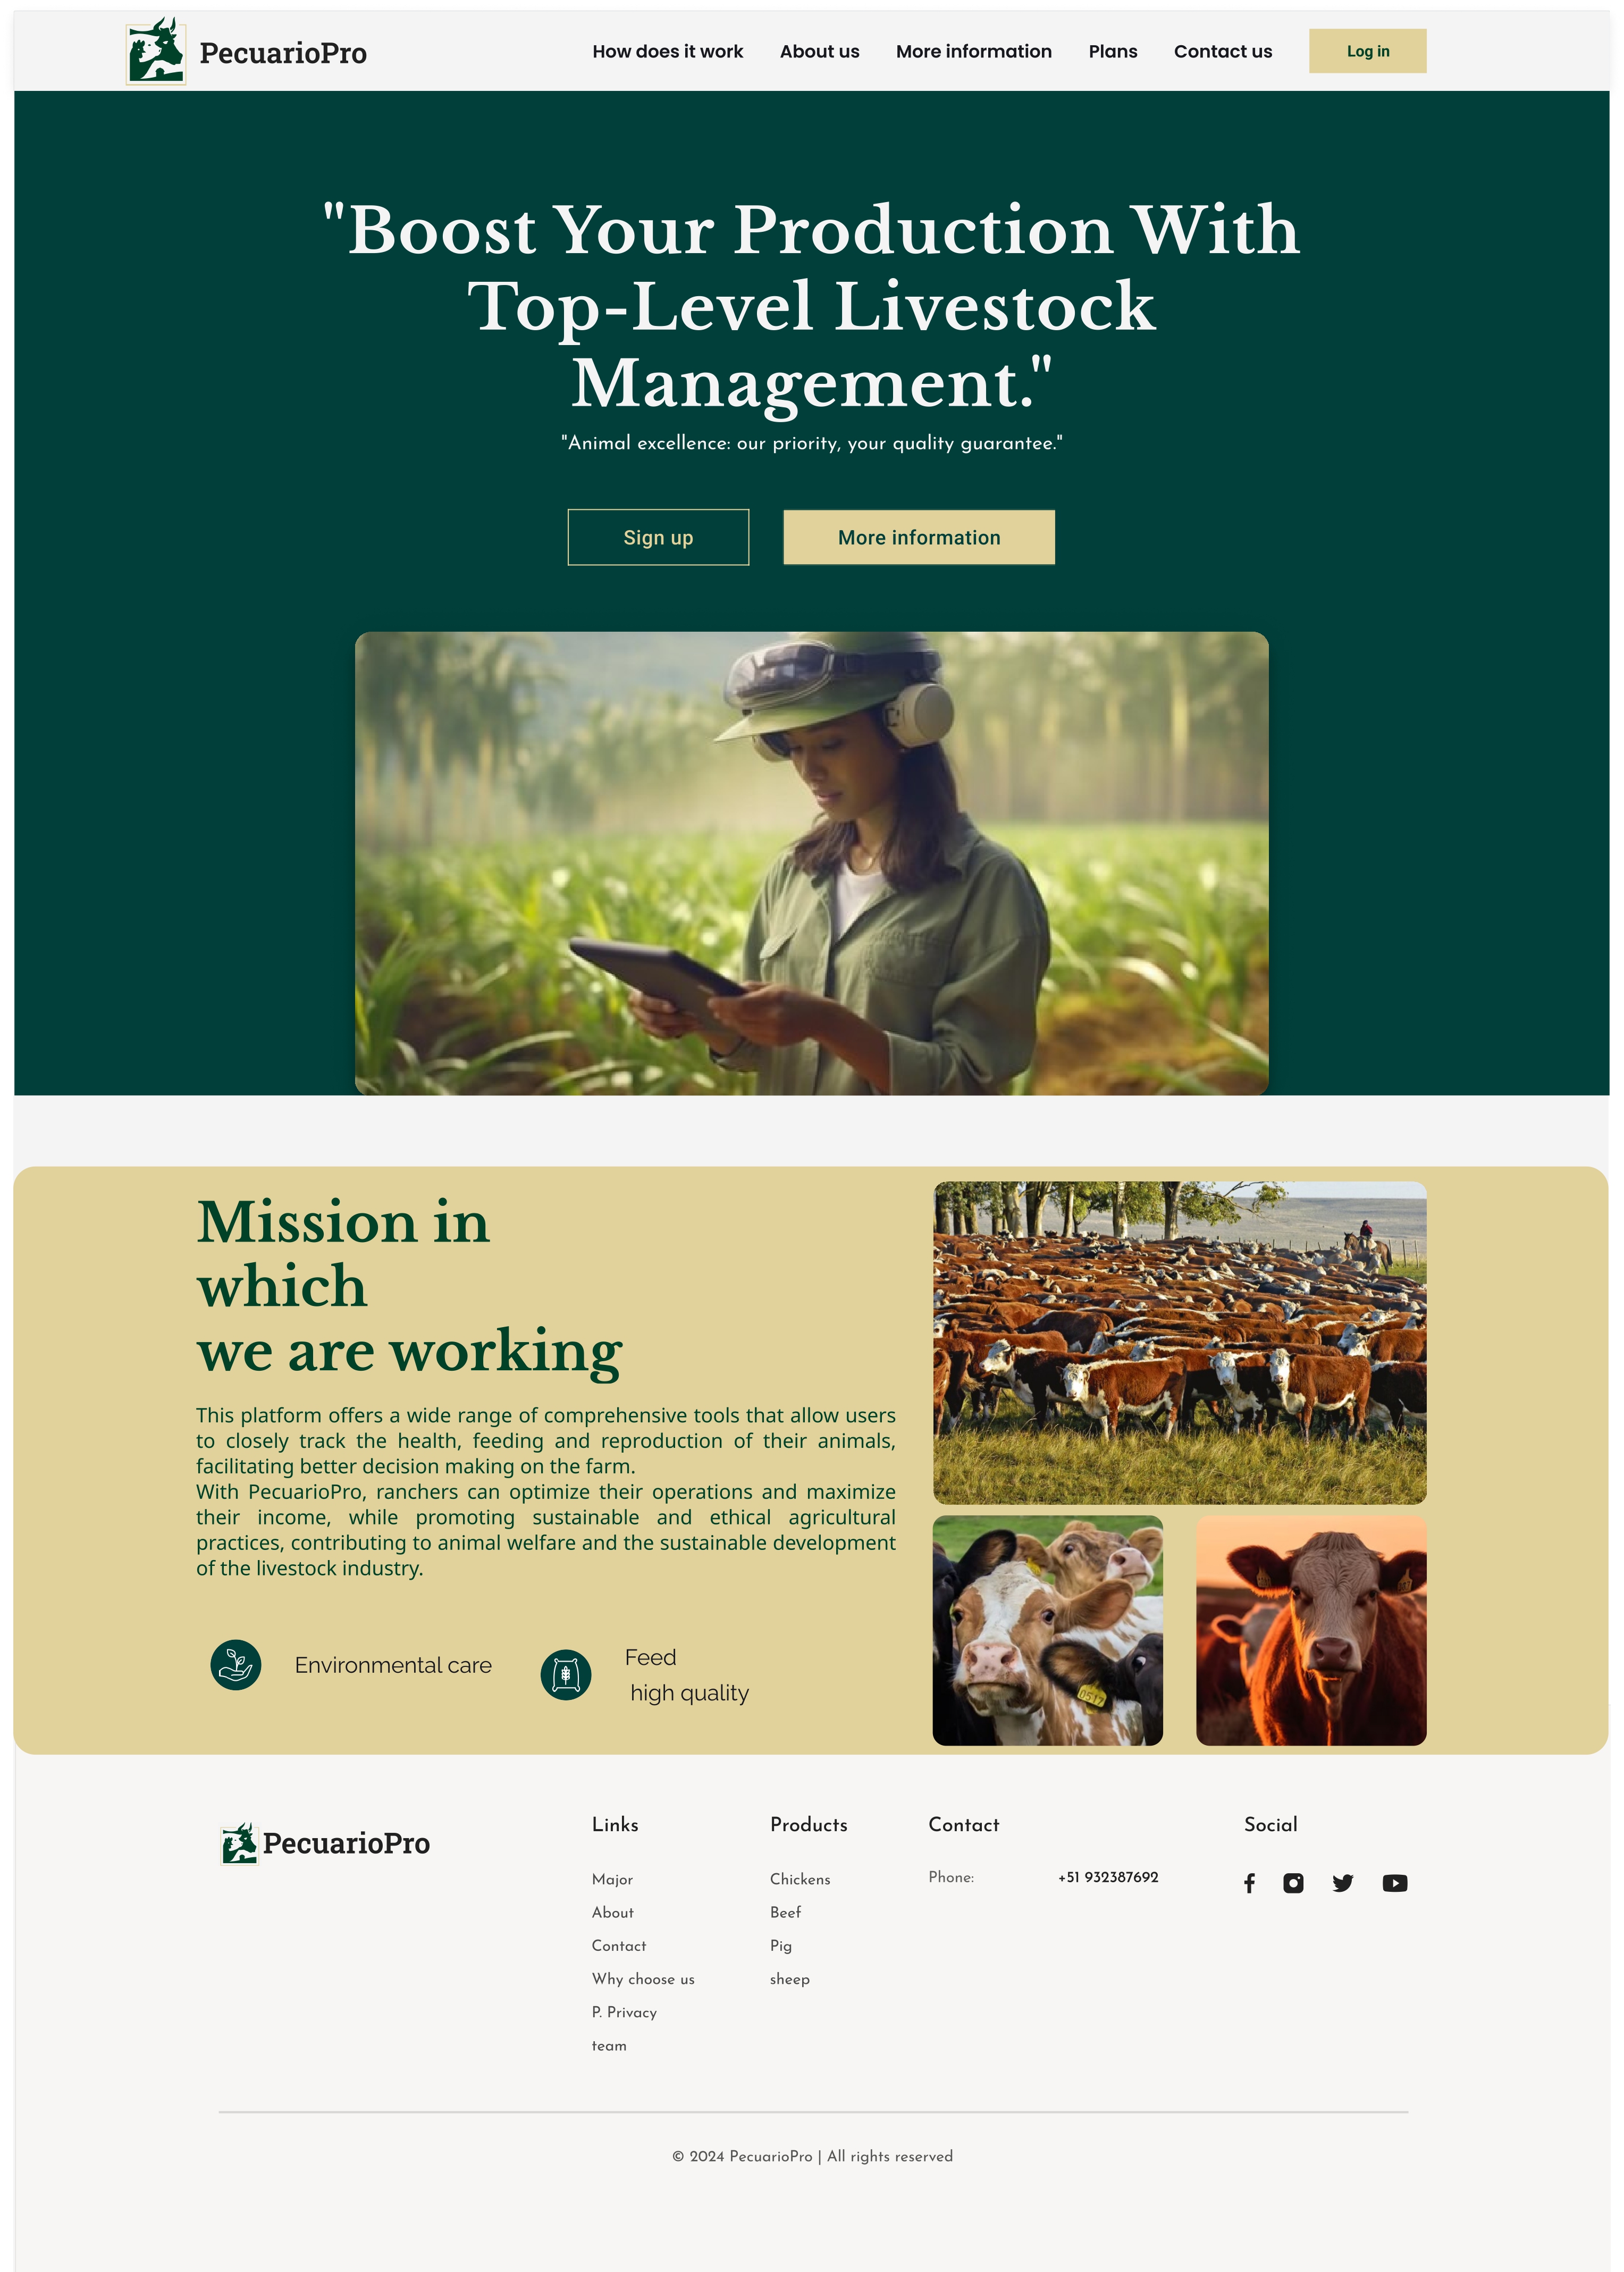 PecuarioPro
How does it work
About us
More information
Plans
Contact us
Log in
"Boost Your Production With
Top-Level Livestock
Management."
"Animal excellence: our priority, your quality guarantee."
Sign up
More information
Mission in
which
we are working
This platform offers a wide range of comprehensive tools that allow users
to closely track the health, feeding and reproduction of their animals,
facilitating better decision making on the farm.
With PecuarioPro, ranchers can optimize their operations and maximize
their income, while promoting sustainable and ethical agricultural
practices, contributing to animal welfare and the sustainable development
of the livestock industry.
Environmental care
Feed
high quality
0517
PecuarioPro
Links
Major
About
Contact
Why choose us
P. Privacy
team
Products
Chickens
Beef
Pig
sheep
Contact
Phone: +51 932387692
Social
© 2024 PecuarioPro | All rights reserved